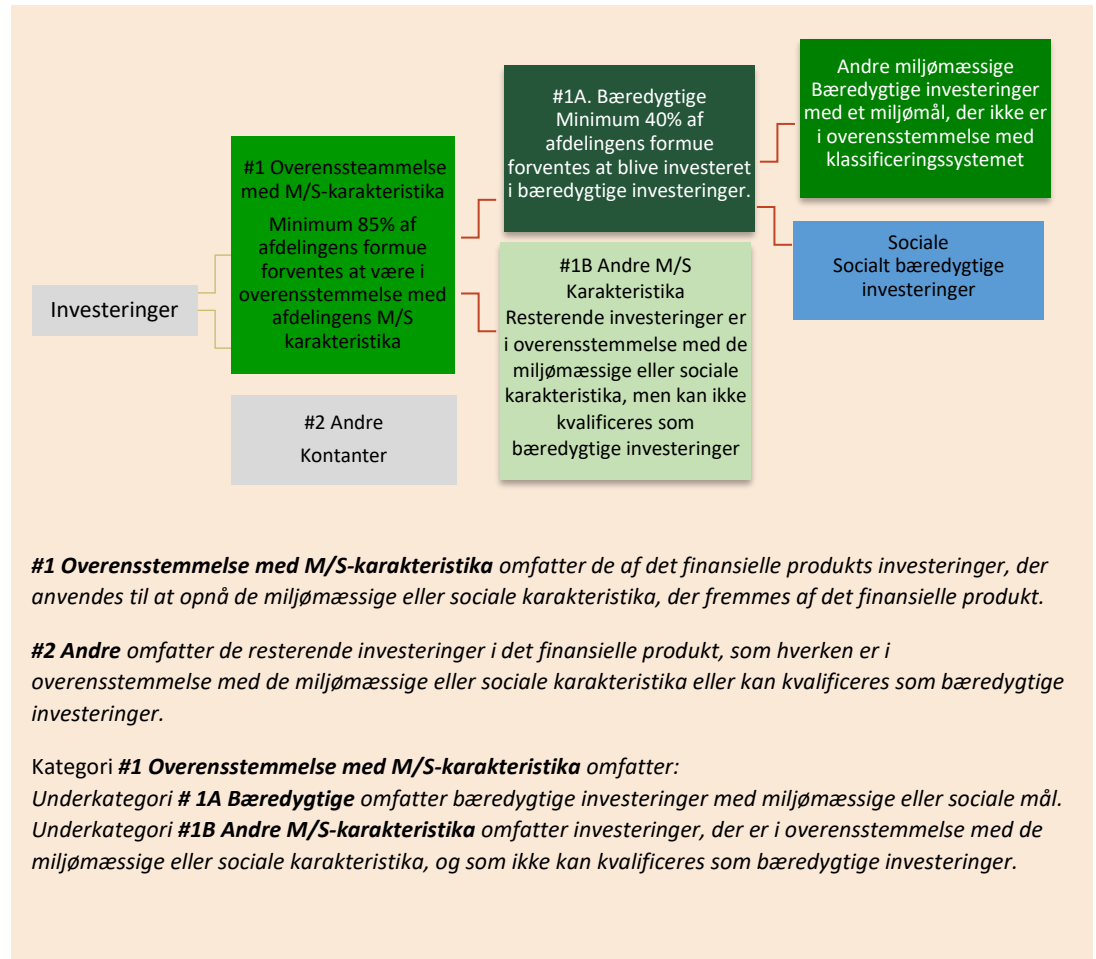 Investeringer
#1 Overenssteammelse
med M/S-karakteristika
Minimum 85% af
afdelingens formue
forventes at være i
overensstemmelse med
afdelingens M/S
karakteristika
#2 Andre
Kontanter
#1A. Bæredygtige
Minimum 40% af
afdelingens formue
forventes at blive investeret
i bæredygtige investeringer.
#1B Andre M/S
Karakteristika
Resterende investeringer er
i overensstemmelse med de
miljømæssige eller sociale
karakteristika, men kan ikke
kvalificeres som
bæredygtige investeringer
Andre miljømæssige
Bæredygtige investeringer
med et miljømål, der ikke er
i overensstemmelse med
klassificeringssystemet
Sociale
Socialt bæredygtige
investeringer
#1 Overensstemmelse med M/S-karakteristika omfatter de af det finansielle produkts investeringer, der
anvendes til at opnå de miljømæssige eller sociale karakteristika, der fremmes af det finansielle produkt.
#2 Andre omfatter de resterende investeringer i det finansielle produkt, som hverken er i
overensstemmelse med de miljømæssige eller sociale karakteristika eller kan kvalificeres som bæredygtige
investeringer.
Kategori #1 Overensstemmelse med M/S-karakteristika omfatter:
Underkategori # 1A Bæredygtige omfatter bæredygtige investeringer med miljømæssige eller sociale mål.
Underkategori #1B Andre M/S-karakteristika omfatter investeringer, der er i overensstemmelse med de
miljømæssige eller sociale karakteristika, og som ikke kan kvalificeres som bæredygtige investeringer.